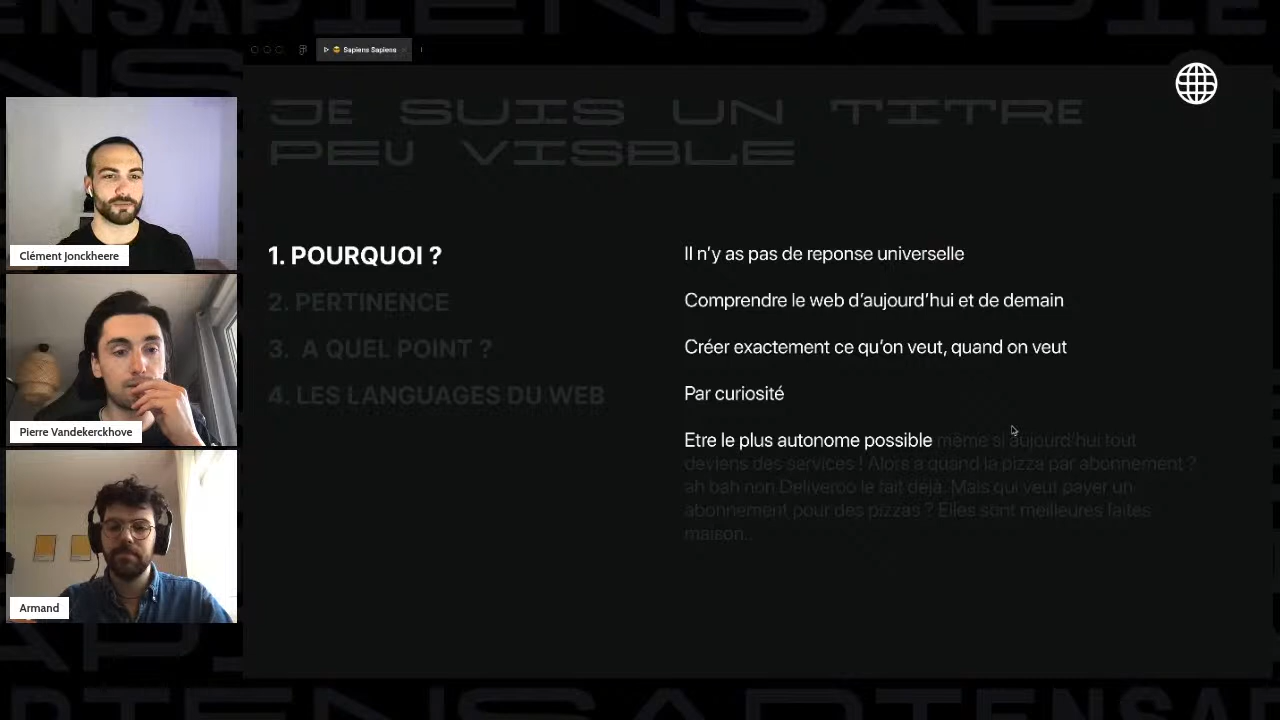 Sapiens Sapiens
JE SUIS UN TITRE
PEU VISBLE
1. POURQUOI ?
2. PERTINENCE
3. A QUEL POINT ?
4. LES LANGUAGES DU WEB
Il n’y as pas de reponse universelle
Comprendre le web d’aujourd’hui et de demain
Créer exactement ce qu’on veut, quand on veut
Par curiosité
Etre le plus autonome possible même si aujourd’hui tout
deviens des services ! Alors a quand la pizza par abonnement ?
ah bah non Deliveroo le fait déjà. Mais qui veut payer un
abonnement pour des pizzas ? Elles sont meilleures faites
maison..
Clément Jonckheere
Pierre Vandekerckhove
Armand